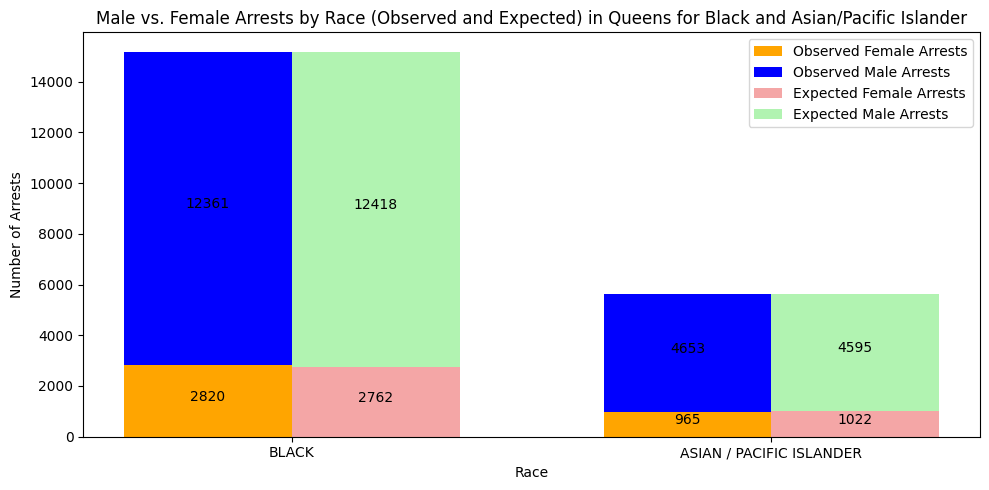 Male vs. Female Arrests by Race (Observed and Expected) in Queens for Black and Asian/Pacific Islander
Observed Female Arrests
Observed Male Arrests
Expected Female Arrests
Expected Male Arrests
Number of Arrests
14000
12000
10000
8000
6000
4000
2000
0
12361
12418
2820
2762
4653
4595
965
1022
BLACK
ASIAN / PACIFIC ISLANDER
Race